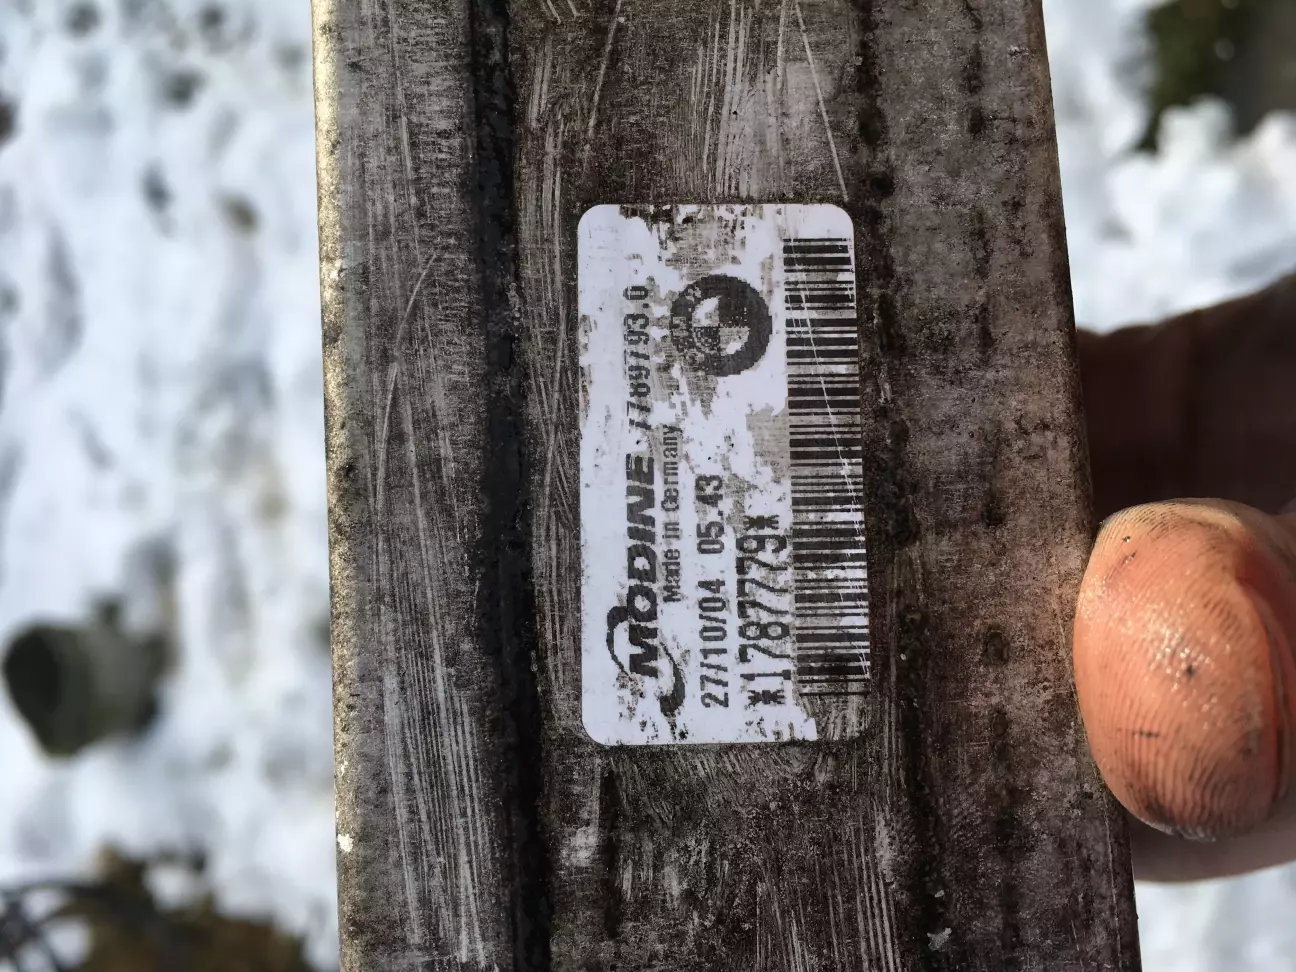 MODINE 7789793.0
Made in Germany
27/10/04 05.43
*1787779*